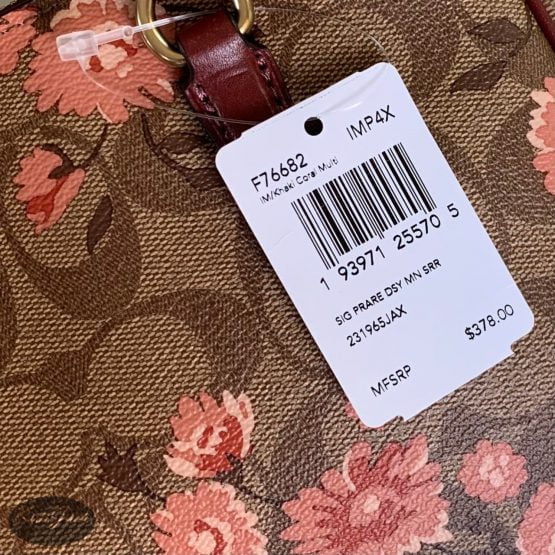 IMP4X
F76682
IM/Khaki Coral Multi
1 93971 25570 5
SIG PRARE DSY MN SRR
231965JAX
$378.00
MFSRP